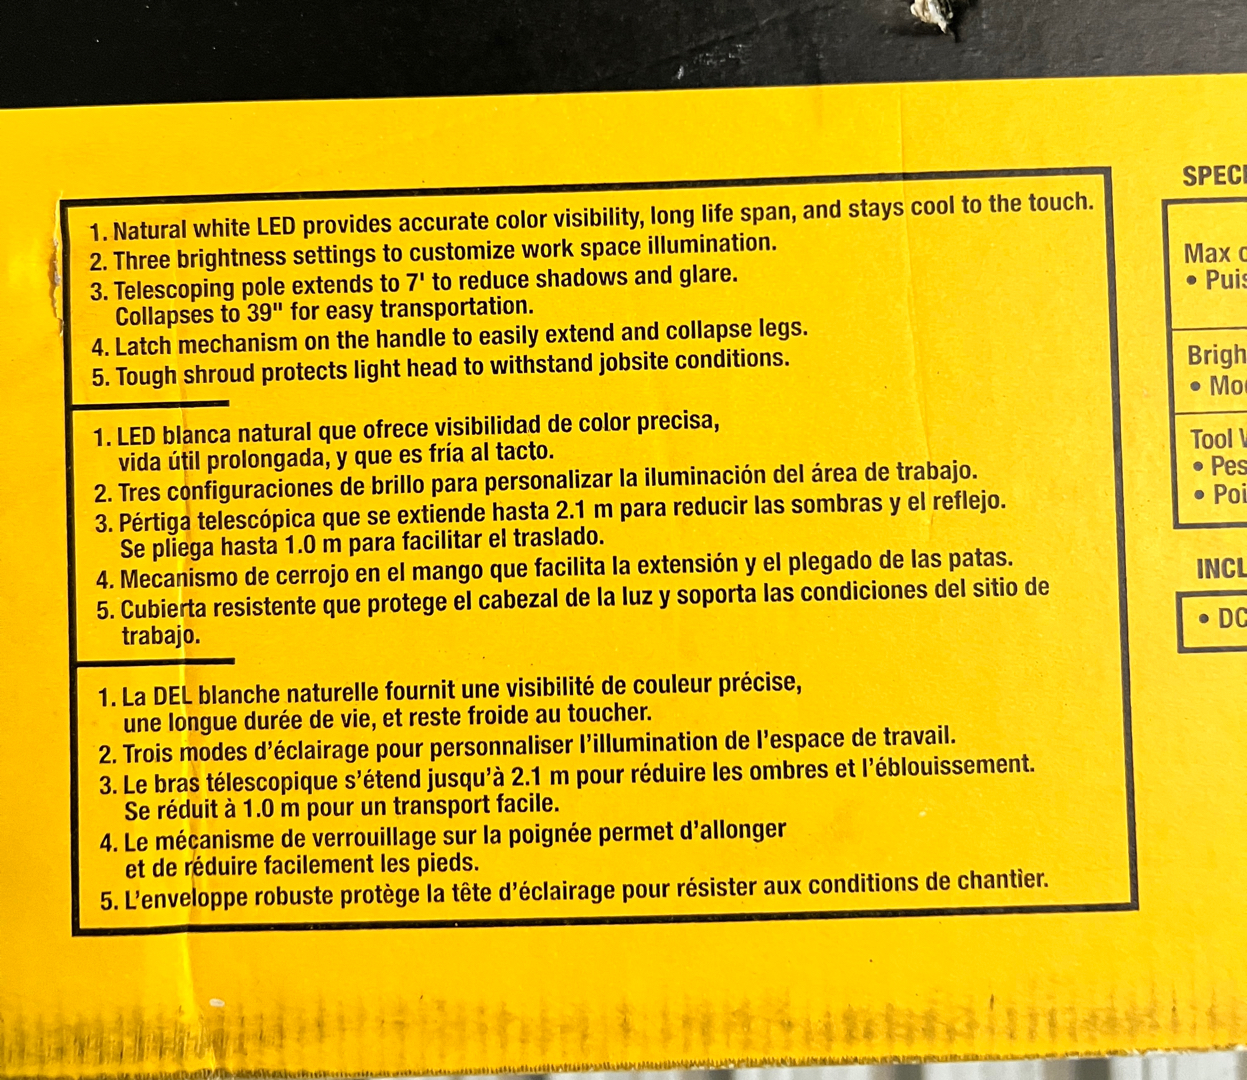 1. Natural white LED provides accurate color visibility, long life span, and stays cool to the touch.
2. Three brightness settings to customize work space illumination.
3. Telescoping pole extends to 7' to reduce shadows and glare.
Collapses to 39" for easy transportation.
4. Latch mechanism on the handle to easily extend and collapse legs.
5. Tough shroud protects light head to withstand jobsite conditions.
1. LED blanca natural que ofrece visibilidad de color precisa,
vida útil prolongada, y que es fría al tacto.
2. Tres configuraciones de brillo para personalizar la iluminación del área de trabajo.
3. Pértiga telescópica que se extiende hasta 2.1 m para reducir las sombras y el reflejo.
Se pliega hasta 1.0 m para facilitar el traslado.
4. Mecanismo de cerrojo en el mango que facilita la extensión y el plegado de las patas.
5. Cubierta resistente que protege el cabezal de la luz y soporta las condiciones del sitio de
trabajo.
1. La DEL blanche naturelle fournit une visibilité de couleur précise,
une longue durée de vie, et reste froide au toucher.
2. Trois modes d’éclairage pour personnaliser l’illumination de l’espace de travail.
3. Le bras télescopique s’étend jusqu’à 2.1 m pour réduire les ombres et l’éblouissement.
Se réduit à 1.0 m pour un transport facile.
4. Le mécanisme de verrouillage sur la poignée permet d’allonger
et de réduire facilement les pieds.
5. L’enveloppe robuste protège la tête d’éclairage pour résister aux conditions de chantier.
SPECI
Max
• Puis
Brigh
• Mo
Tool
• Pes
• Poi
INCL
• DC